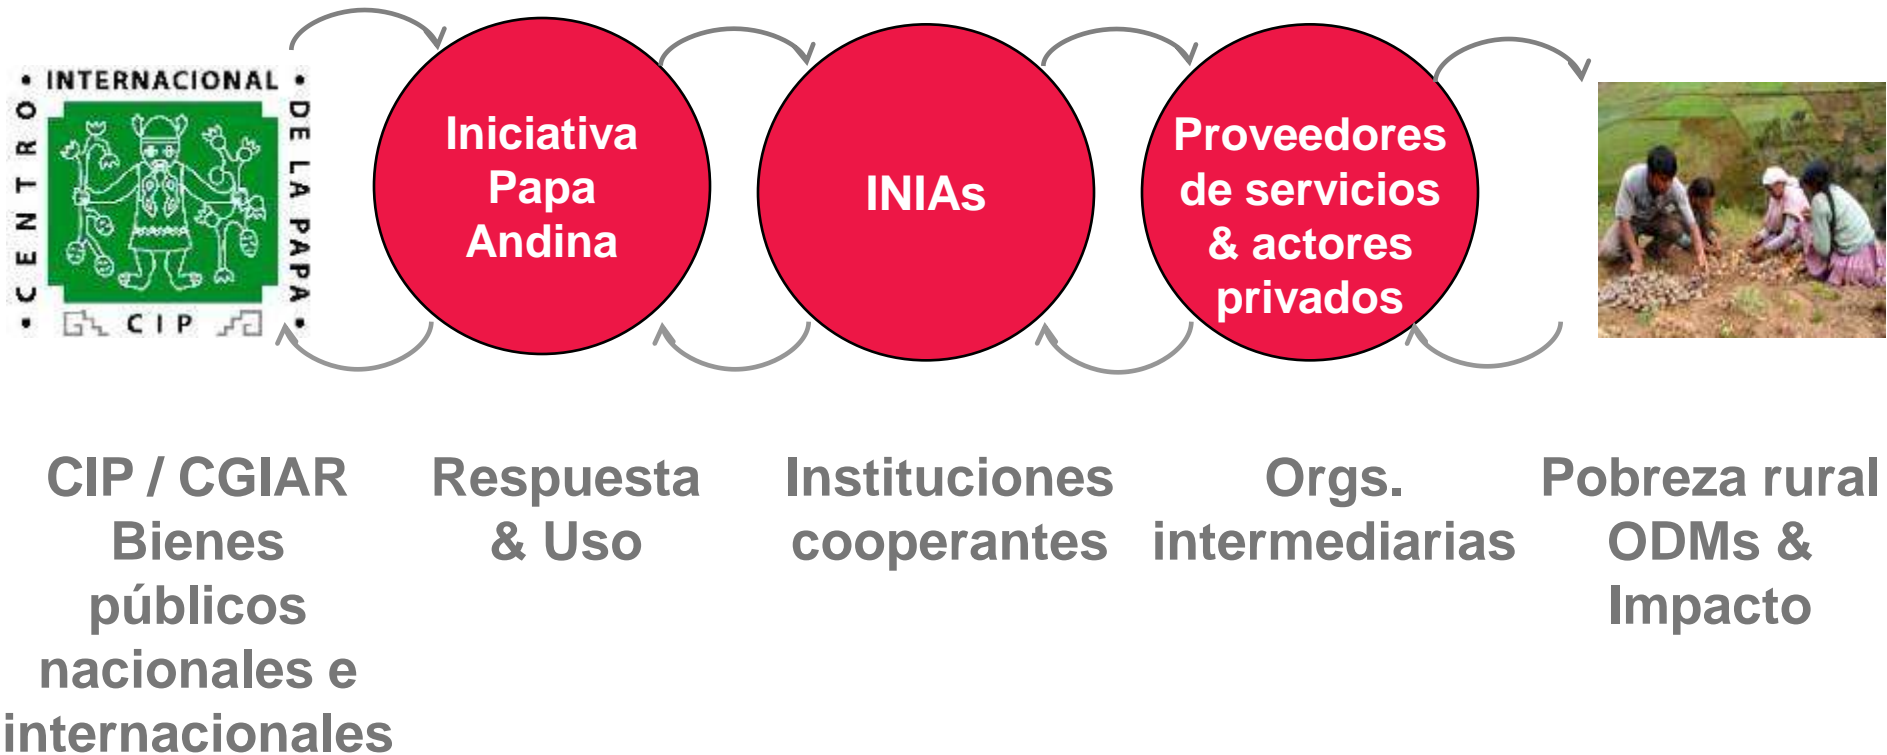 CENTRO
INTERNACIONAL
DE LA PAPA
CIP
Iniciativa
Papa
Andina
INIAs
Proveedores
de servicios
& actores
privados
CIP / CGIAR
Bienes
públicos
nacionales e
internacionales
Respuesta
& Uso
Instituciones
cooperantes
Orgs.
intermediarias
Pobreza rural
ODMs &
Impacto